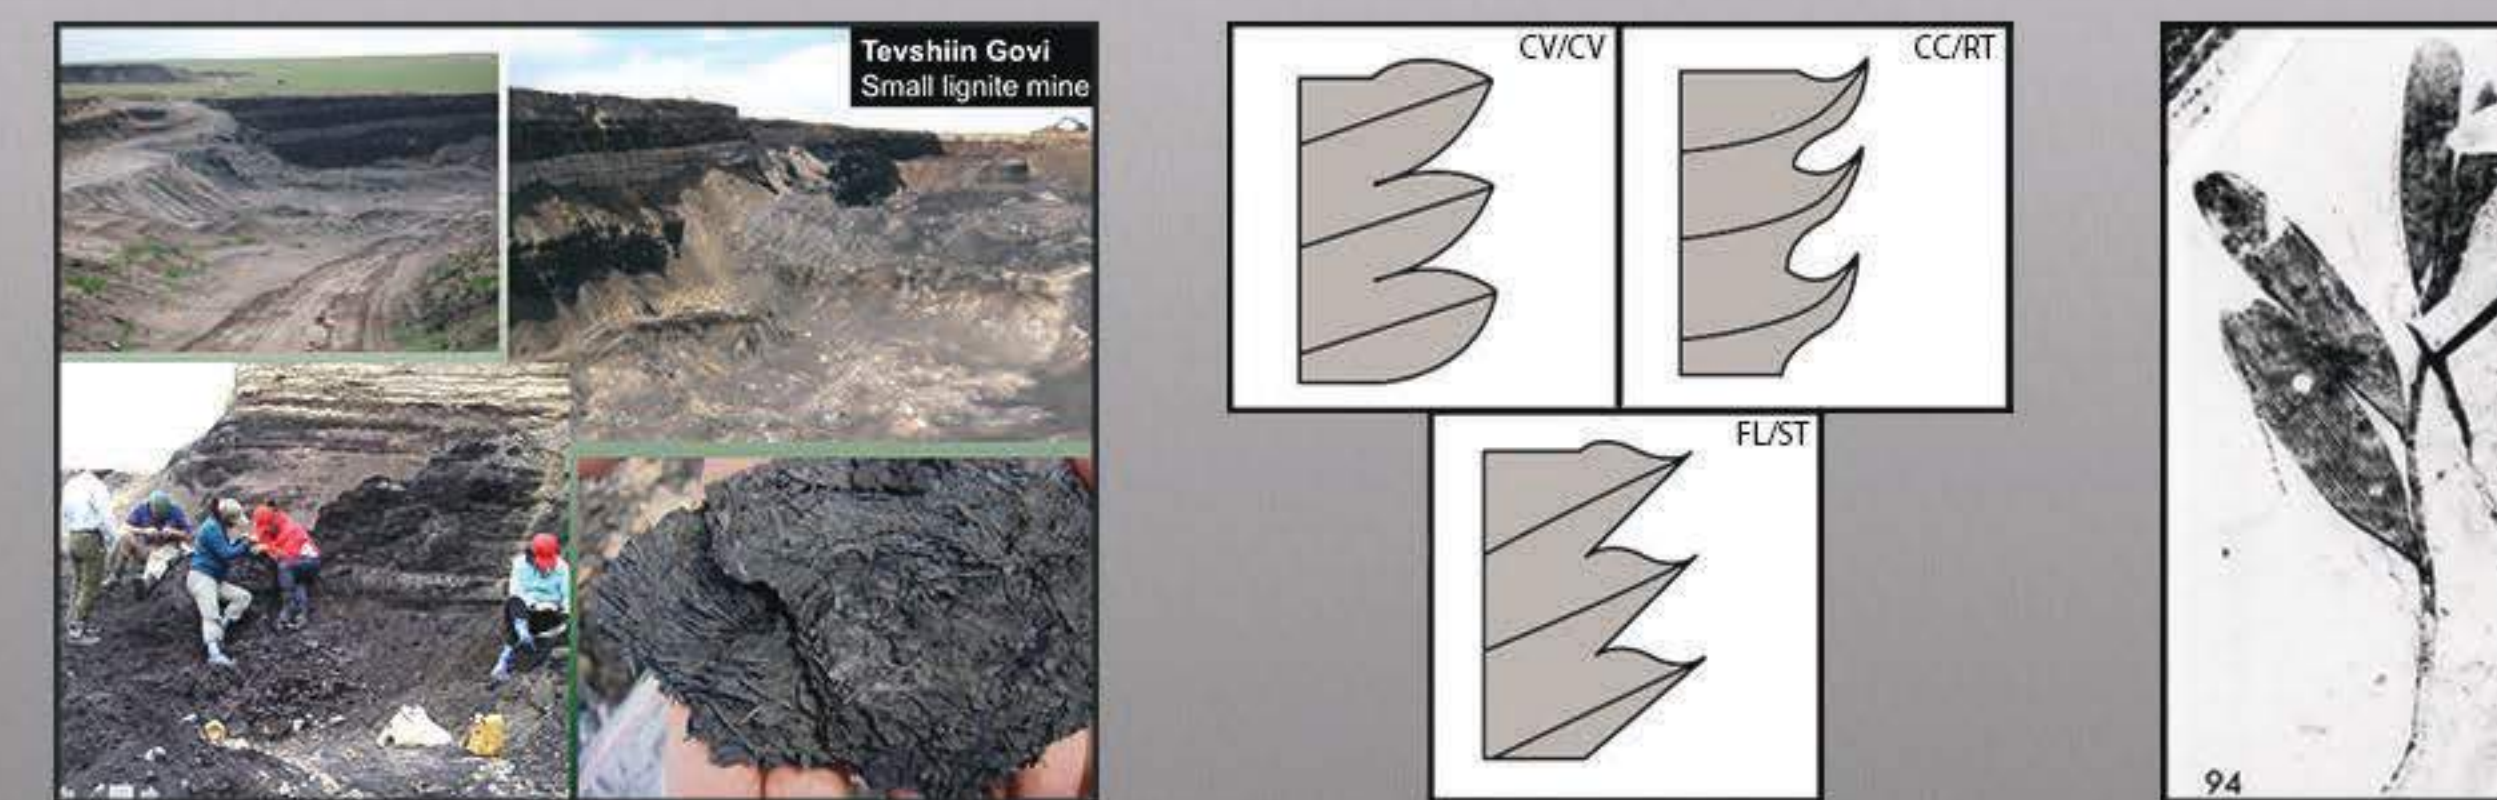 Tevshiin Govi
Small lignite mine
CV/CV
CC/RT
FL/ST
94